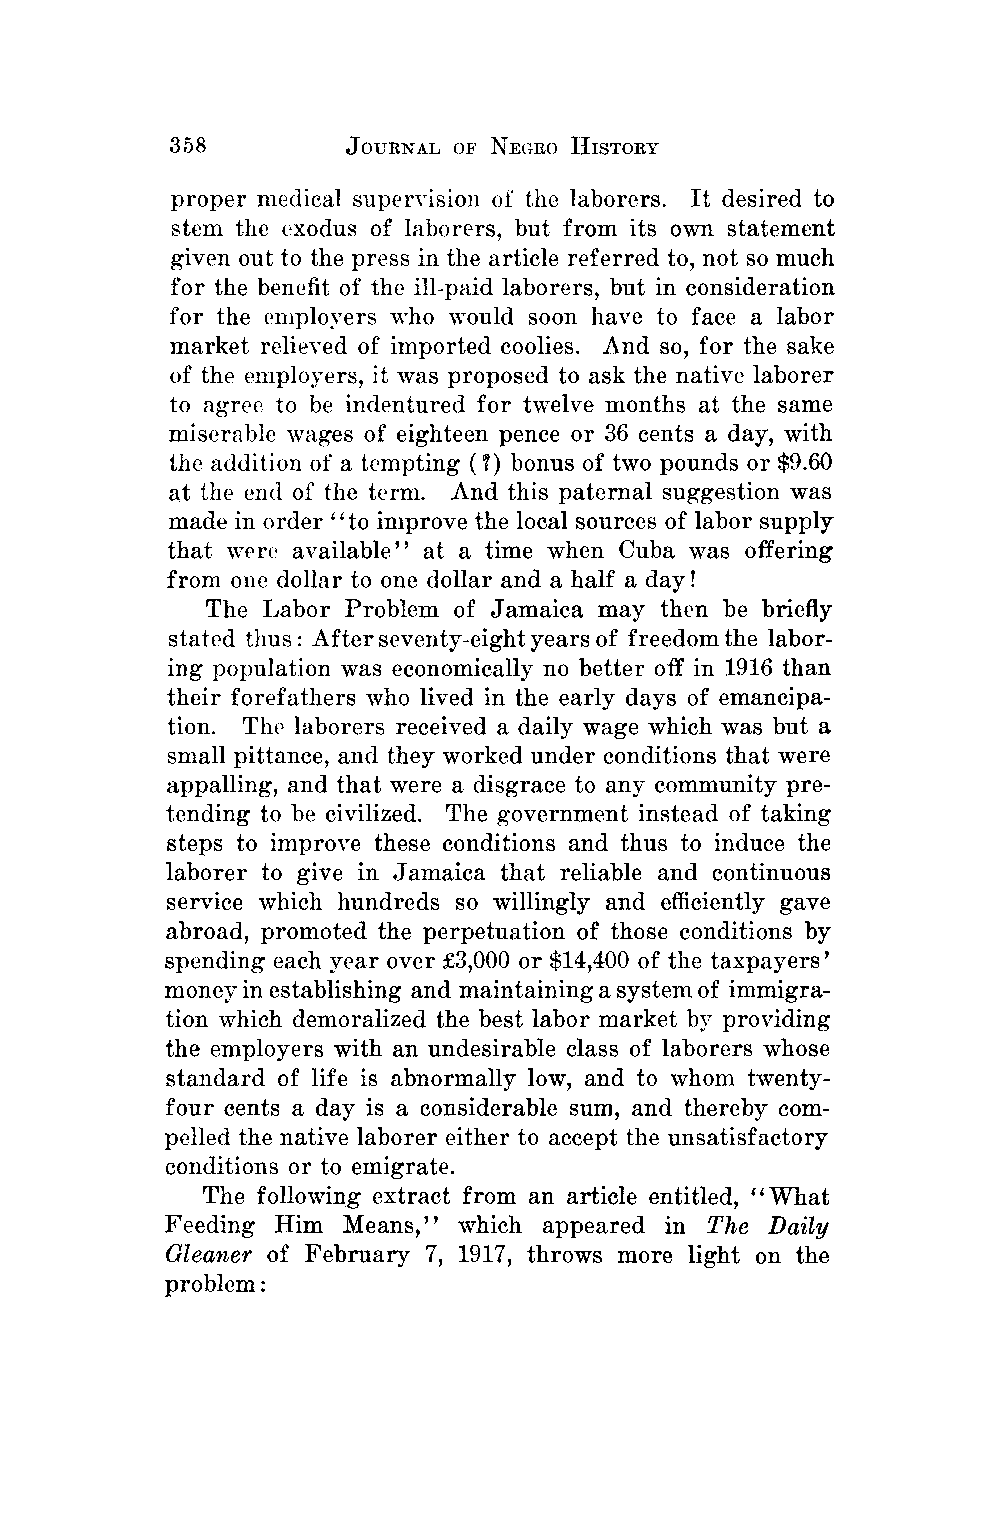 358 JOURNAL OF NEGRO HISTORY
proper medical supervision of the laborers. It desired to
stem the exodus of laborers, but from its own statement
given out to the press in the article referred to, not so much
for the benefit of the ill-paid laborers, but in consideration
for the employers who would soon have to face a labor
market relieved of imported coolies. And so, for the sake
of the employers, it was proposed to ask the native laborer
to agree to be indentured for twelve months at the same
miserable wages of eighteen pence or 36 cents a day, with
the addition of a tempting (?) bonus of two pounds or $9.60
at the end of the term. And this paternal suggestion was
made in order "to improve the local sources of labor supply
that were available" at a time when Cuba was offering
from one dollar to one dollar and a half a day!
The Labor Problem of Jamaica may then be briefly
stated thus: After seventy-eight years of freedom the labor-
ing population was economically no better off in 1916 than
their forefathers who lived in the early days of emancipa-
tion. The laborers received a daily wage which was but a
small pittance, and they worked under conditions that were
appalling, and that were a disgrace to any community pre-
tending to be civilized. The government instead of taking
steps to improve these conditions and thus to induce the
laborer to give in Jamaica that reliable and continuous
service which hundreds so willingly and efficiently gave
abroad, promoted the perpetuation of those conditions by
spending each year over £3,000 or $14,400 of the taxpayers'
money in establishing and maintaining a system of immigra-
tion which demoralized the best labor market by providing
the employers with an undesirable class of laborers whose
standard of life is abnormally low, and to whom twenty-
four cents a day is a considerable sum, and thereby com-
pelled the native laborer either to accept the unsatisfactory
conditions or to emigrate.
The following extract from an article entitled, "What
Feeding Him Means," which appeared in The Daily
Gleaner of February 7, 1917, throws more light on the
problem: